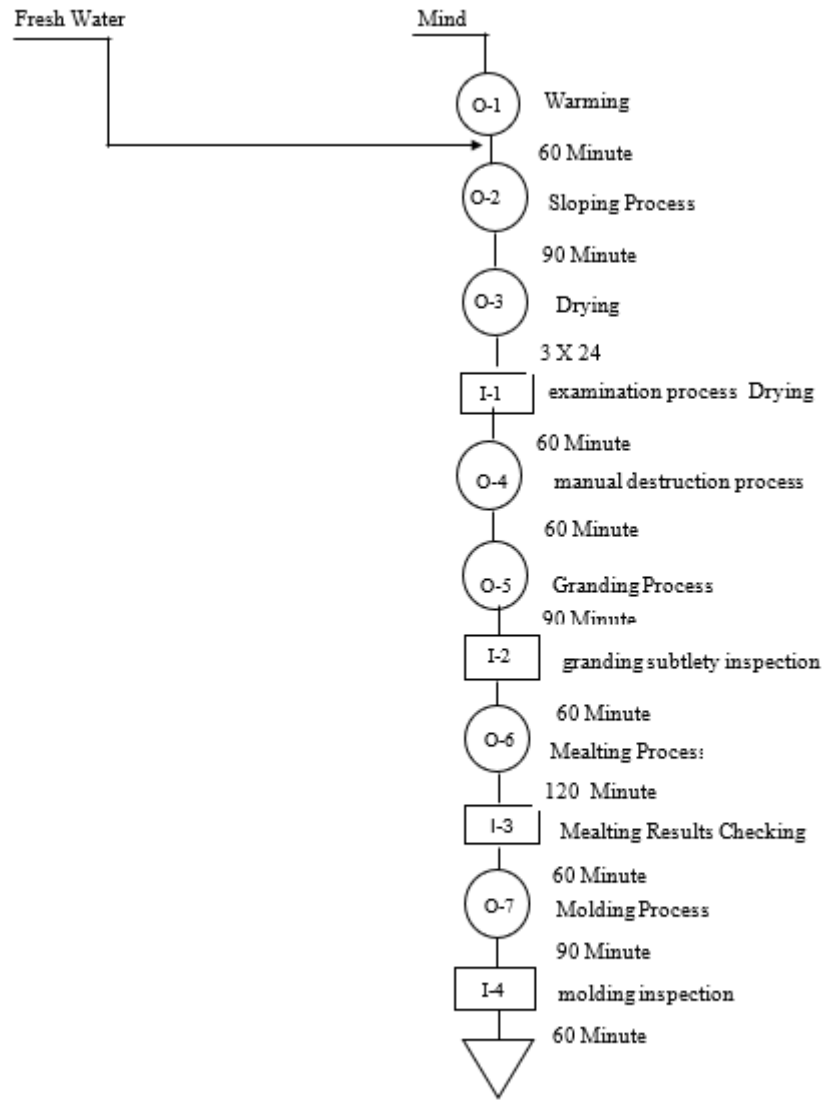 Fresh Water
Mind
O-1
Warming
60 Minute
O-2
Sloping Process
90 Minute
O-3
Drying
3 X 24
I-1
examination process Drying
60 Minute
O-4
manual destruction process
60 Minute
O-5
Granding Process
90 Minute
I-2
granding subtlety inspection
60 Minute
O-6
Mealting Process
120 Minute
I-3
Mealting Results Checking
60 Minute
O-7
Molding Process
90 Minute
I-4
molding inspection
60 Minute